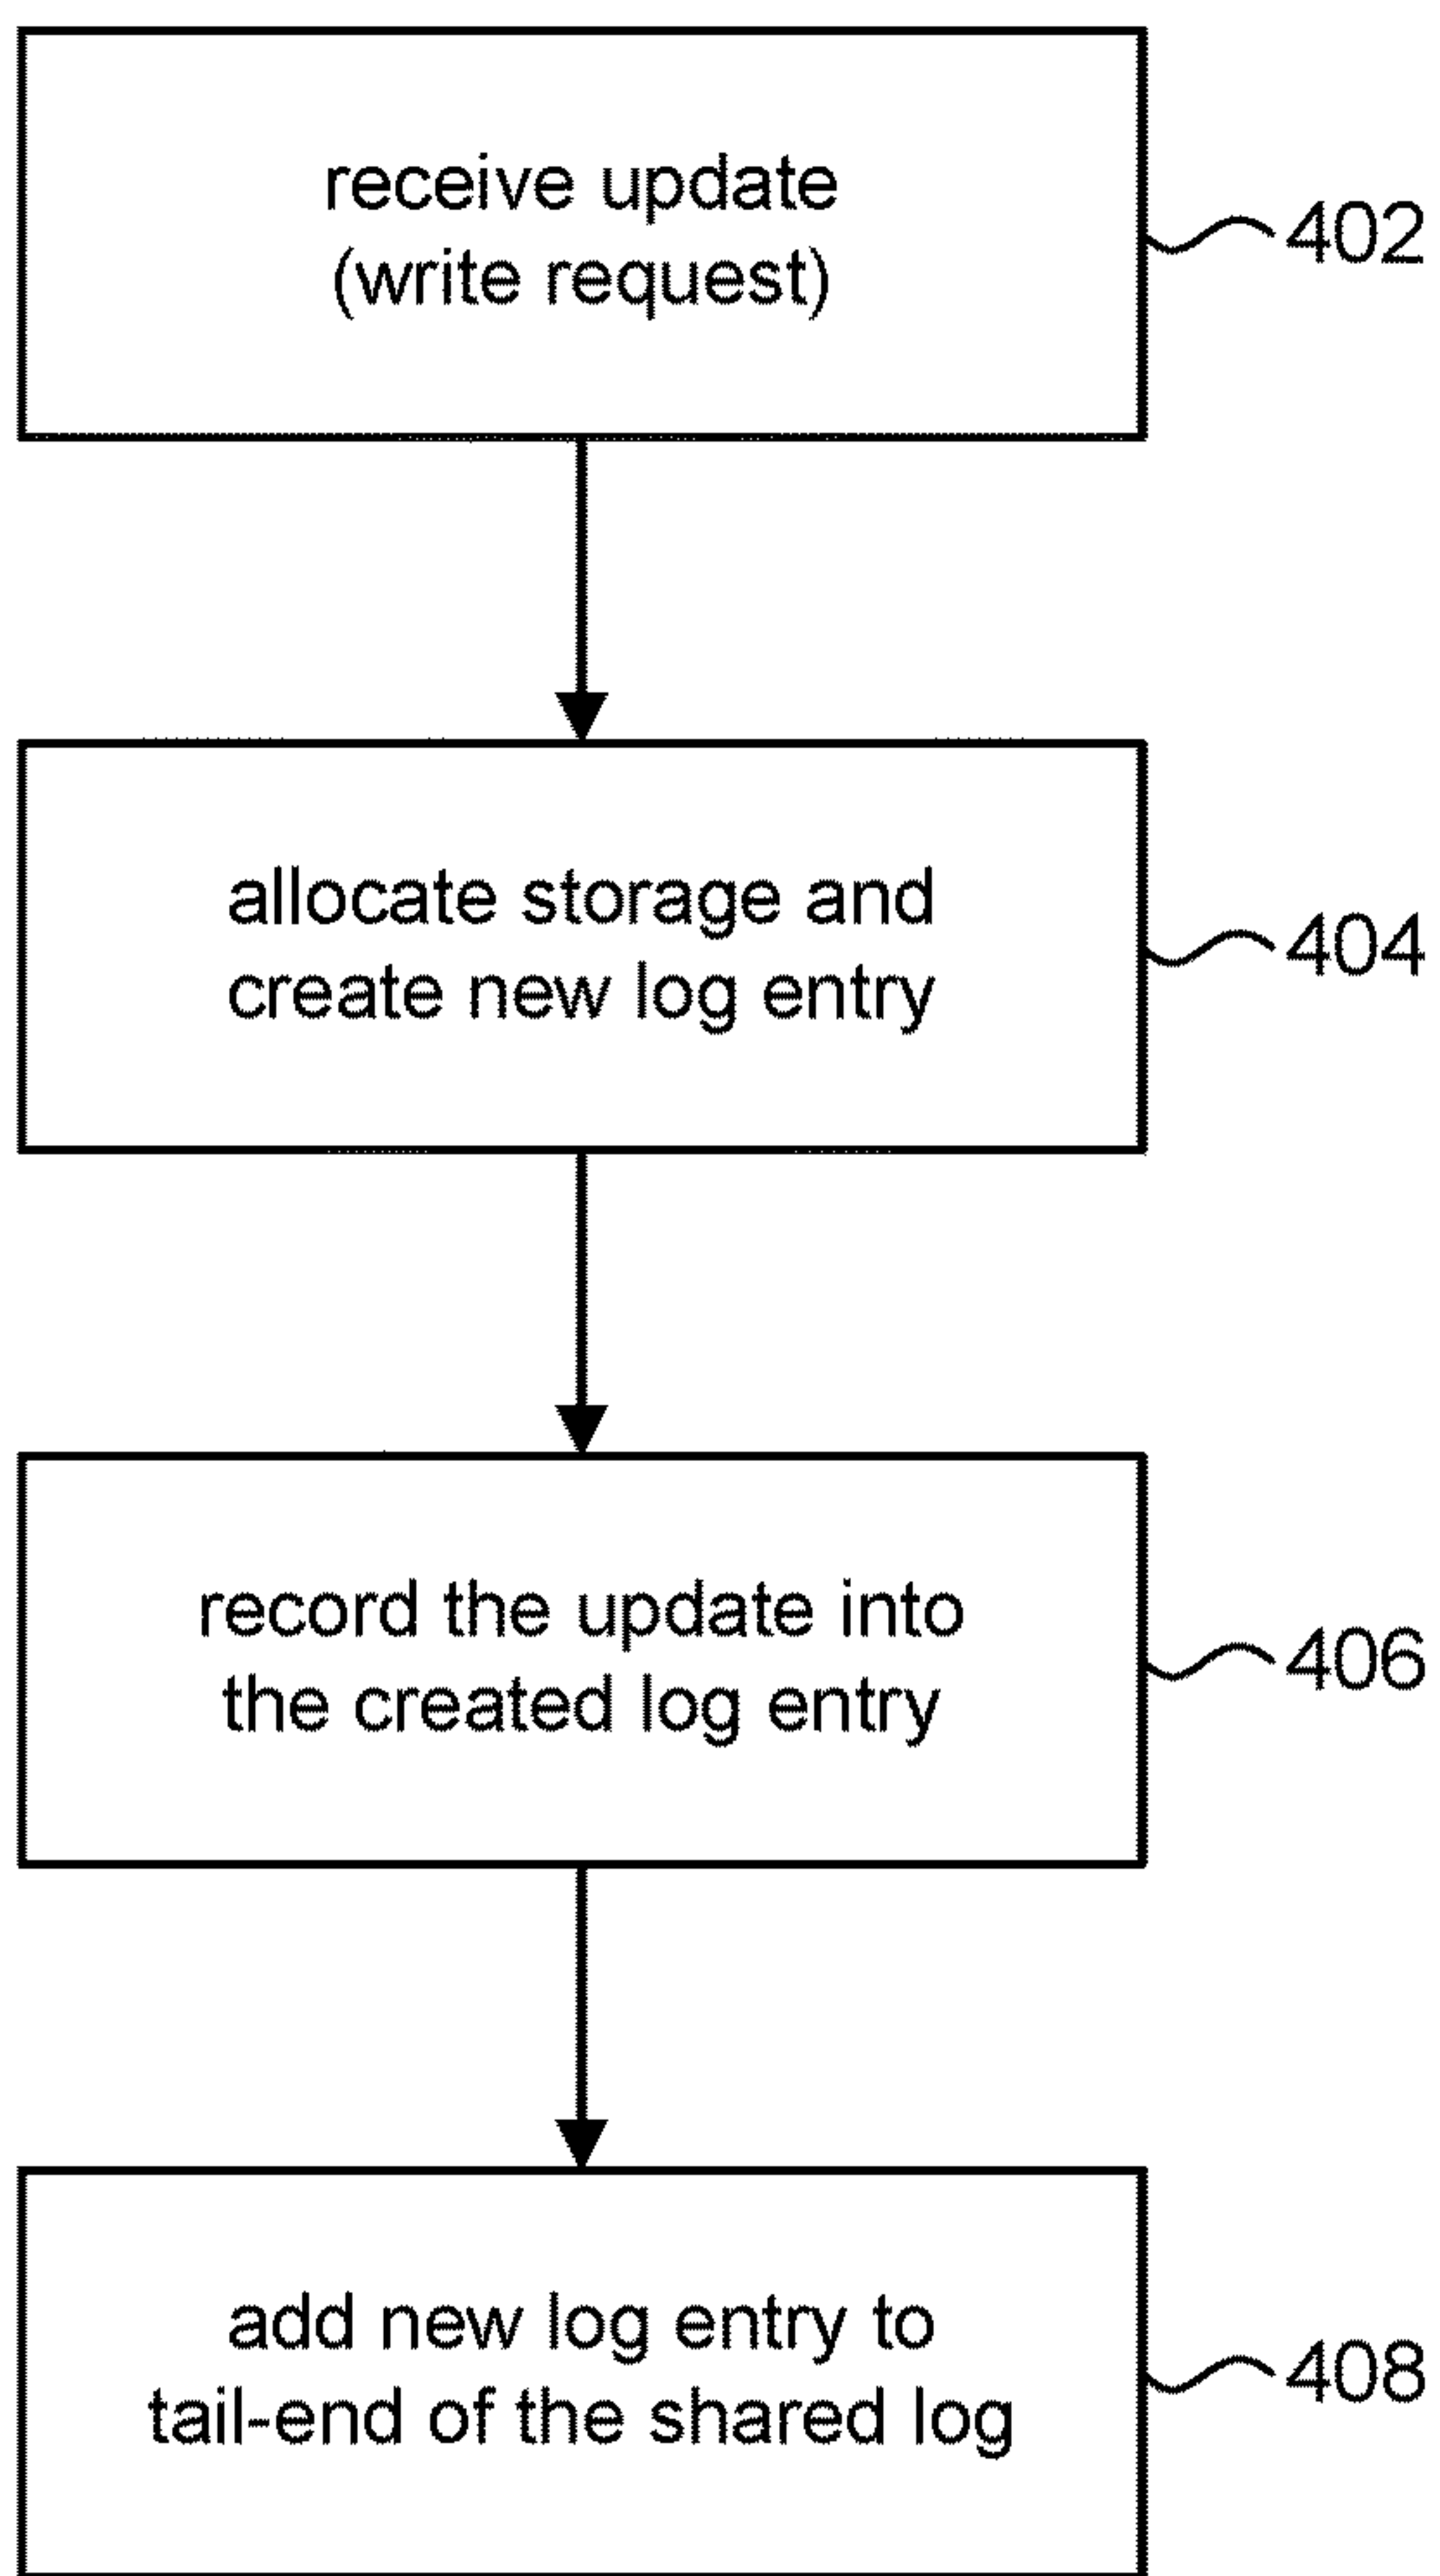 receive update
(write request)
402
allocate storage and
create new log entry
404
record the update into
the created log entry
406
add new log entry to
tail-end of the shared log
408